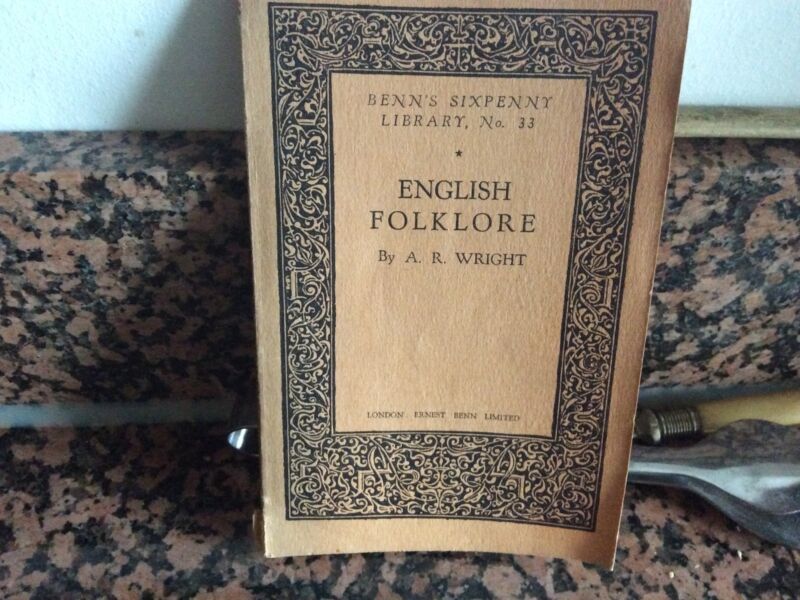 BENN'S SIXPENNY
LIBRARY, No. 33
ENGLISH
FOLKLORE
By A. R. WRIGHT
LONDON ERNEST BENN LIMITED